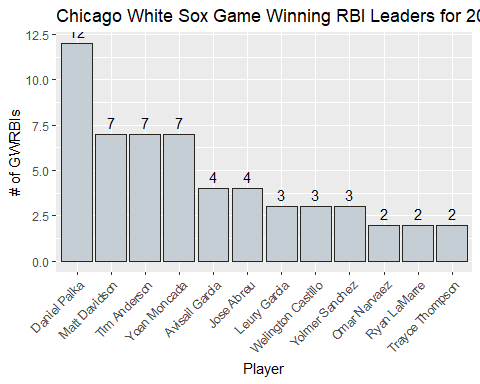 Chicago White Sox Game Winning RBI Leaders for 20
12.5
10.0
7.5
5.0
2.5
0.0
# of GWRBIs
12
7
7
7
4
4
3
3
3
2
2
2
Daniel Palka
Matt Davidson
Tim Anderson
Yoan Moncada
Avisail Garcia
Jose Abreu
Leury Garcia
Welington Castillo
Yolmer Sanchez
Omar Narvaez
Ryan LaMarre
Trayce Thompson
Player